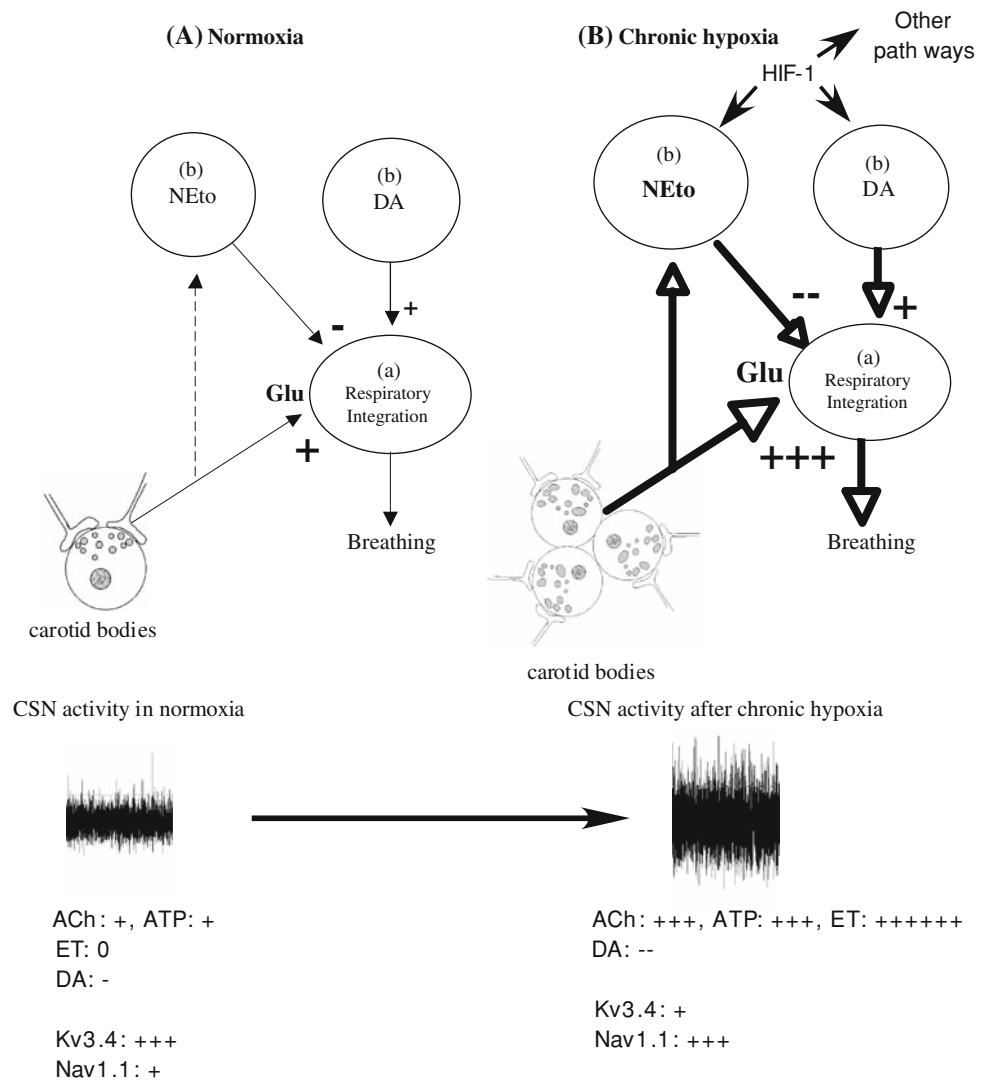 (A) Normoxia
(b)
NEto
(b)
DA
-
+
(a)
Respiratory
Integration
Glu
+
Breathing
carotid bodies
(B) Chronic hypoxia
Other
path ways
HIF-1
(b)
NEto
(b)
DA
--
+
(a)
Respiratory
Integration
Glu
+++
Breathing
carotid bodies
CSN activity in normoxia
CSN activity after chronic hypoxia
ACh: +, ATP: +
ET: 0
DA: -
Kv3.4: +++
Nav1.1: +
ACh: +++, ATP: +++, ET: ++++++
DA: --
Kv3.4: +
Nav1.1: +++